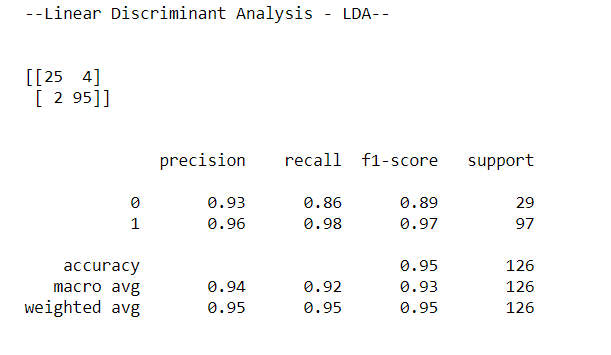 --Linear Discriminant Analysis - LDA--
[[25  4]
 [ 2 95]]
precision recall f1-score support
0 0.93 0.86 0.89 29
1 0.96 0.98 0.97 97
accuracy 0.95 126
macro avg 0.94 0.92 0.93 126
weighted avg 0.95 0.95 0.95 126